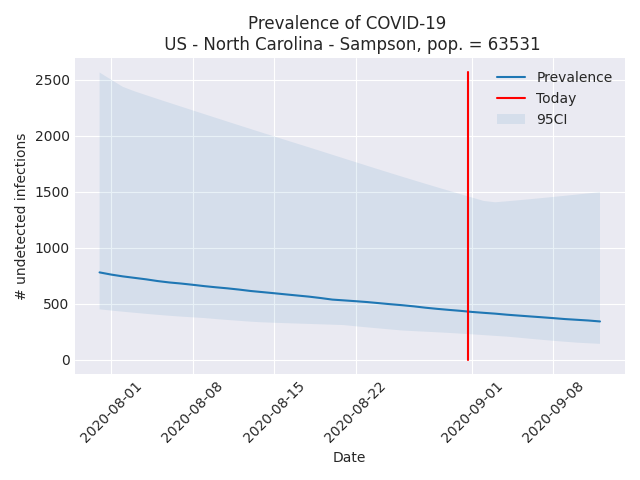 Prevalence of COVID-19
US - North Carolina - Sampson, pop. = 63531
Prevalence
Today
95CI
# undetected infections
2500
2000
1500
1000
500
0
2020-08-01
2020-08-08
2020-08-15
2020-08-22
2020-09-01
2020-09-08
Date